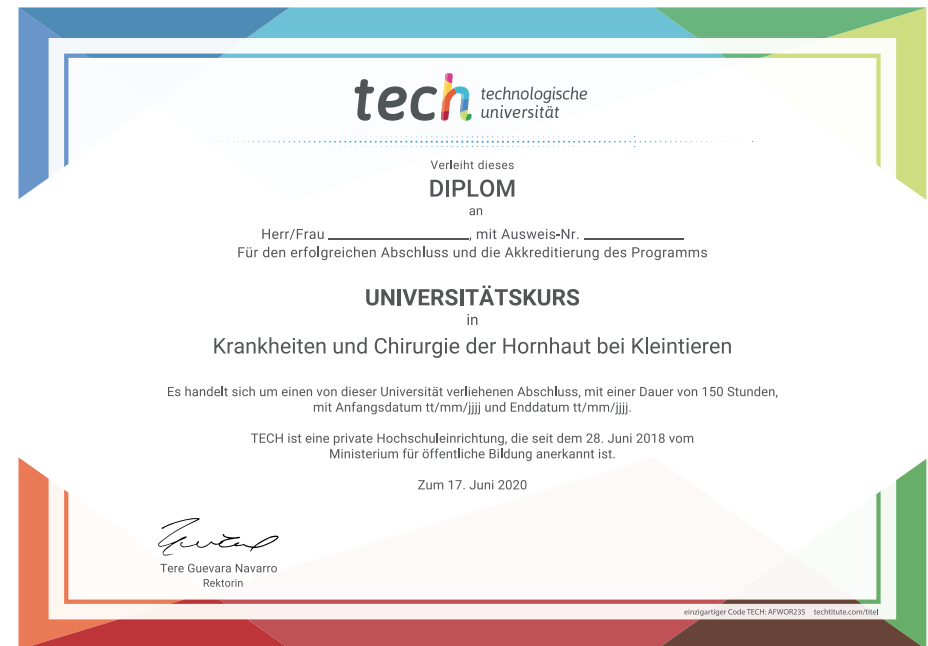 tech technologische
universität
Verleiht dieses
DIPLOM
an
Herr/Frau ____________, mit Ausweis-Nr. ____________
Für den erfolgreichen Abschluss und die Akkreditierung des Programms
UNIVERSITÄTSKURS
in
Krankheiten und Chirurgie der Hornhaut bei Kleintieren
Es handelt sich um einen von dieser Universität verliehenen Abschluss, mit einer Dauer von 150 Stunden,
mit Anfangsdatum tt/mm/jjjj und Enddatum tt/mm/jjjj.
TECH ist eine private Hochschuleinrichtung, die seit dem 28. Juni 2018 vom
Ministerium für öffentliche Bildung anerkannt ist.
Zum 17. Juni 2020
Tere Guevara Navarro
Rektorin
einzigartiger Code TECH: AFWOR23S techtitute.com/titel